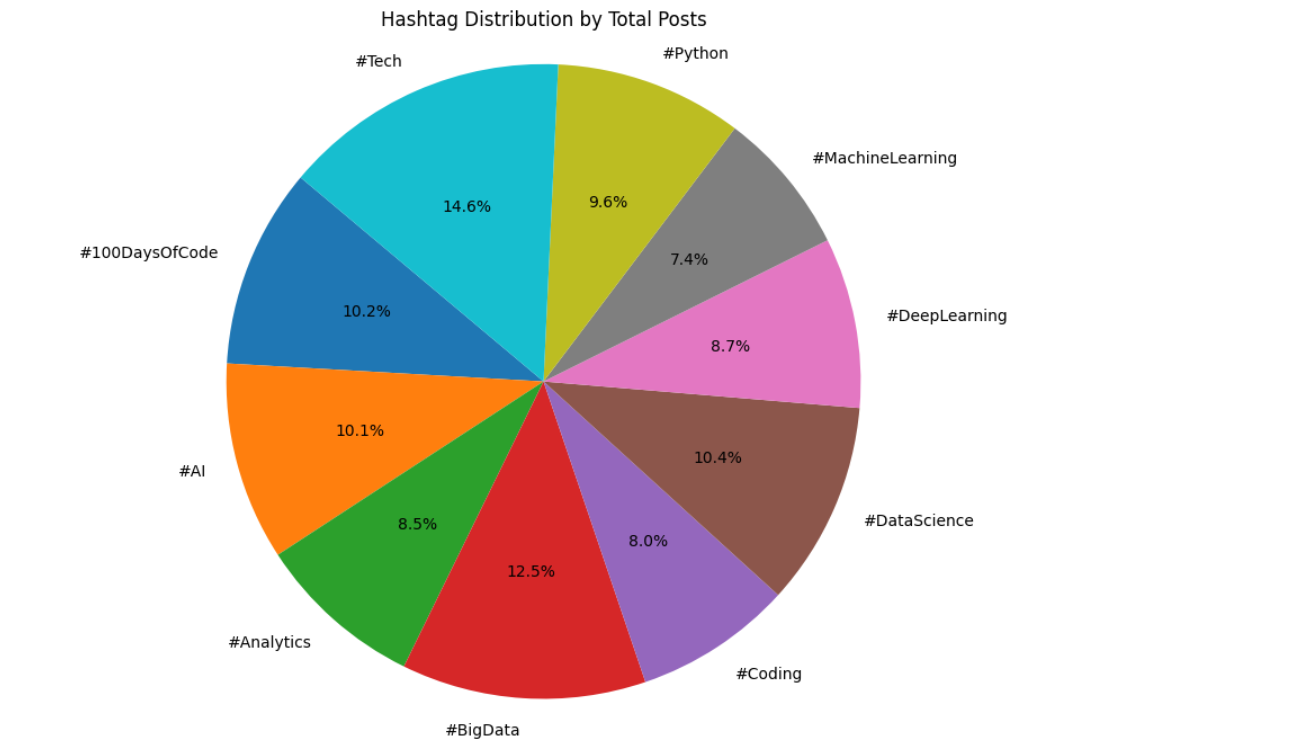 Hashtag Distribution by Total Posts
#Tech
#Python
#MachineLearning
14.6%
9.6%
#100DaysOfCode
7.4%
10.2%
#DeepLearning
8.7%
10.1%
10.4%
#AI
#DataScience
8.5%
8.0%
12.5%
#Analytics
#Coding
#BigData